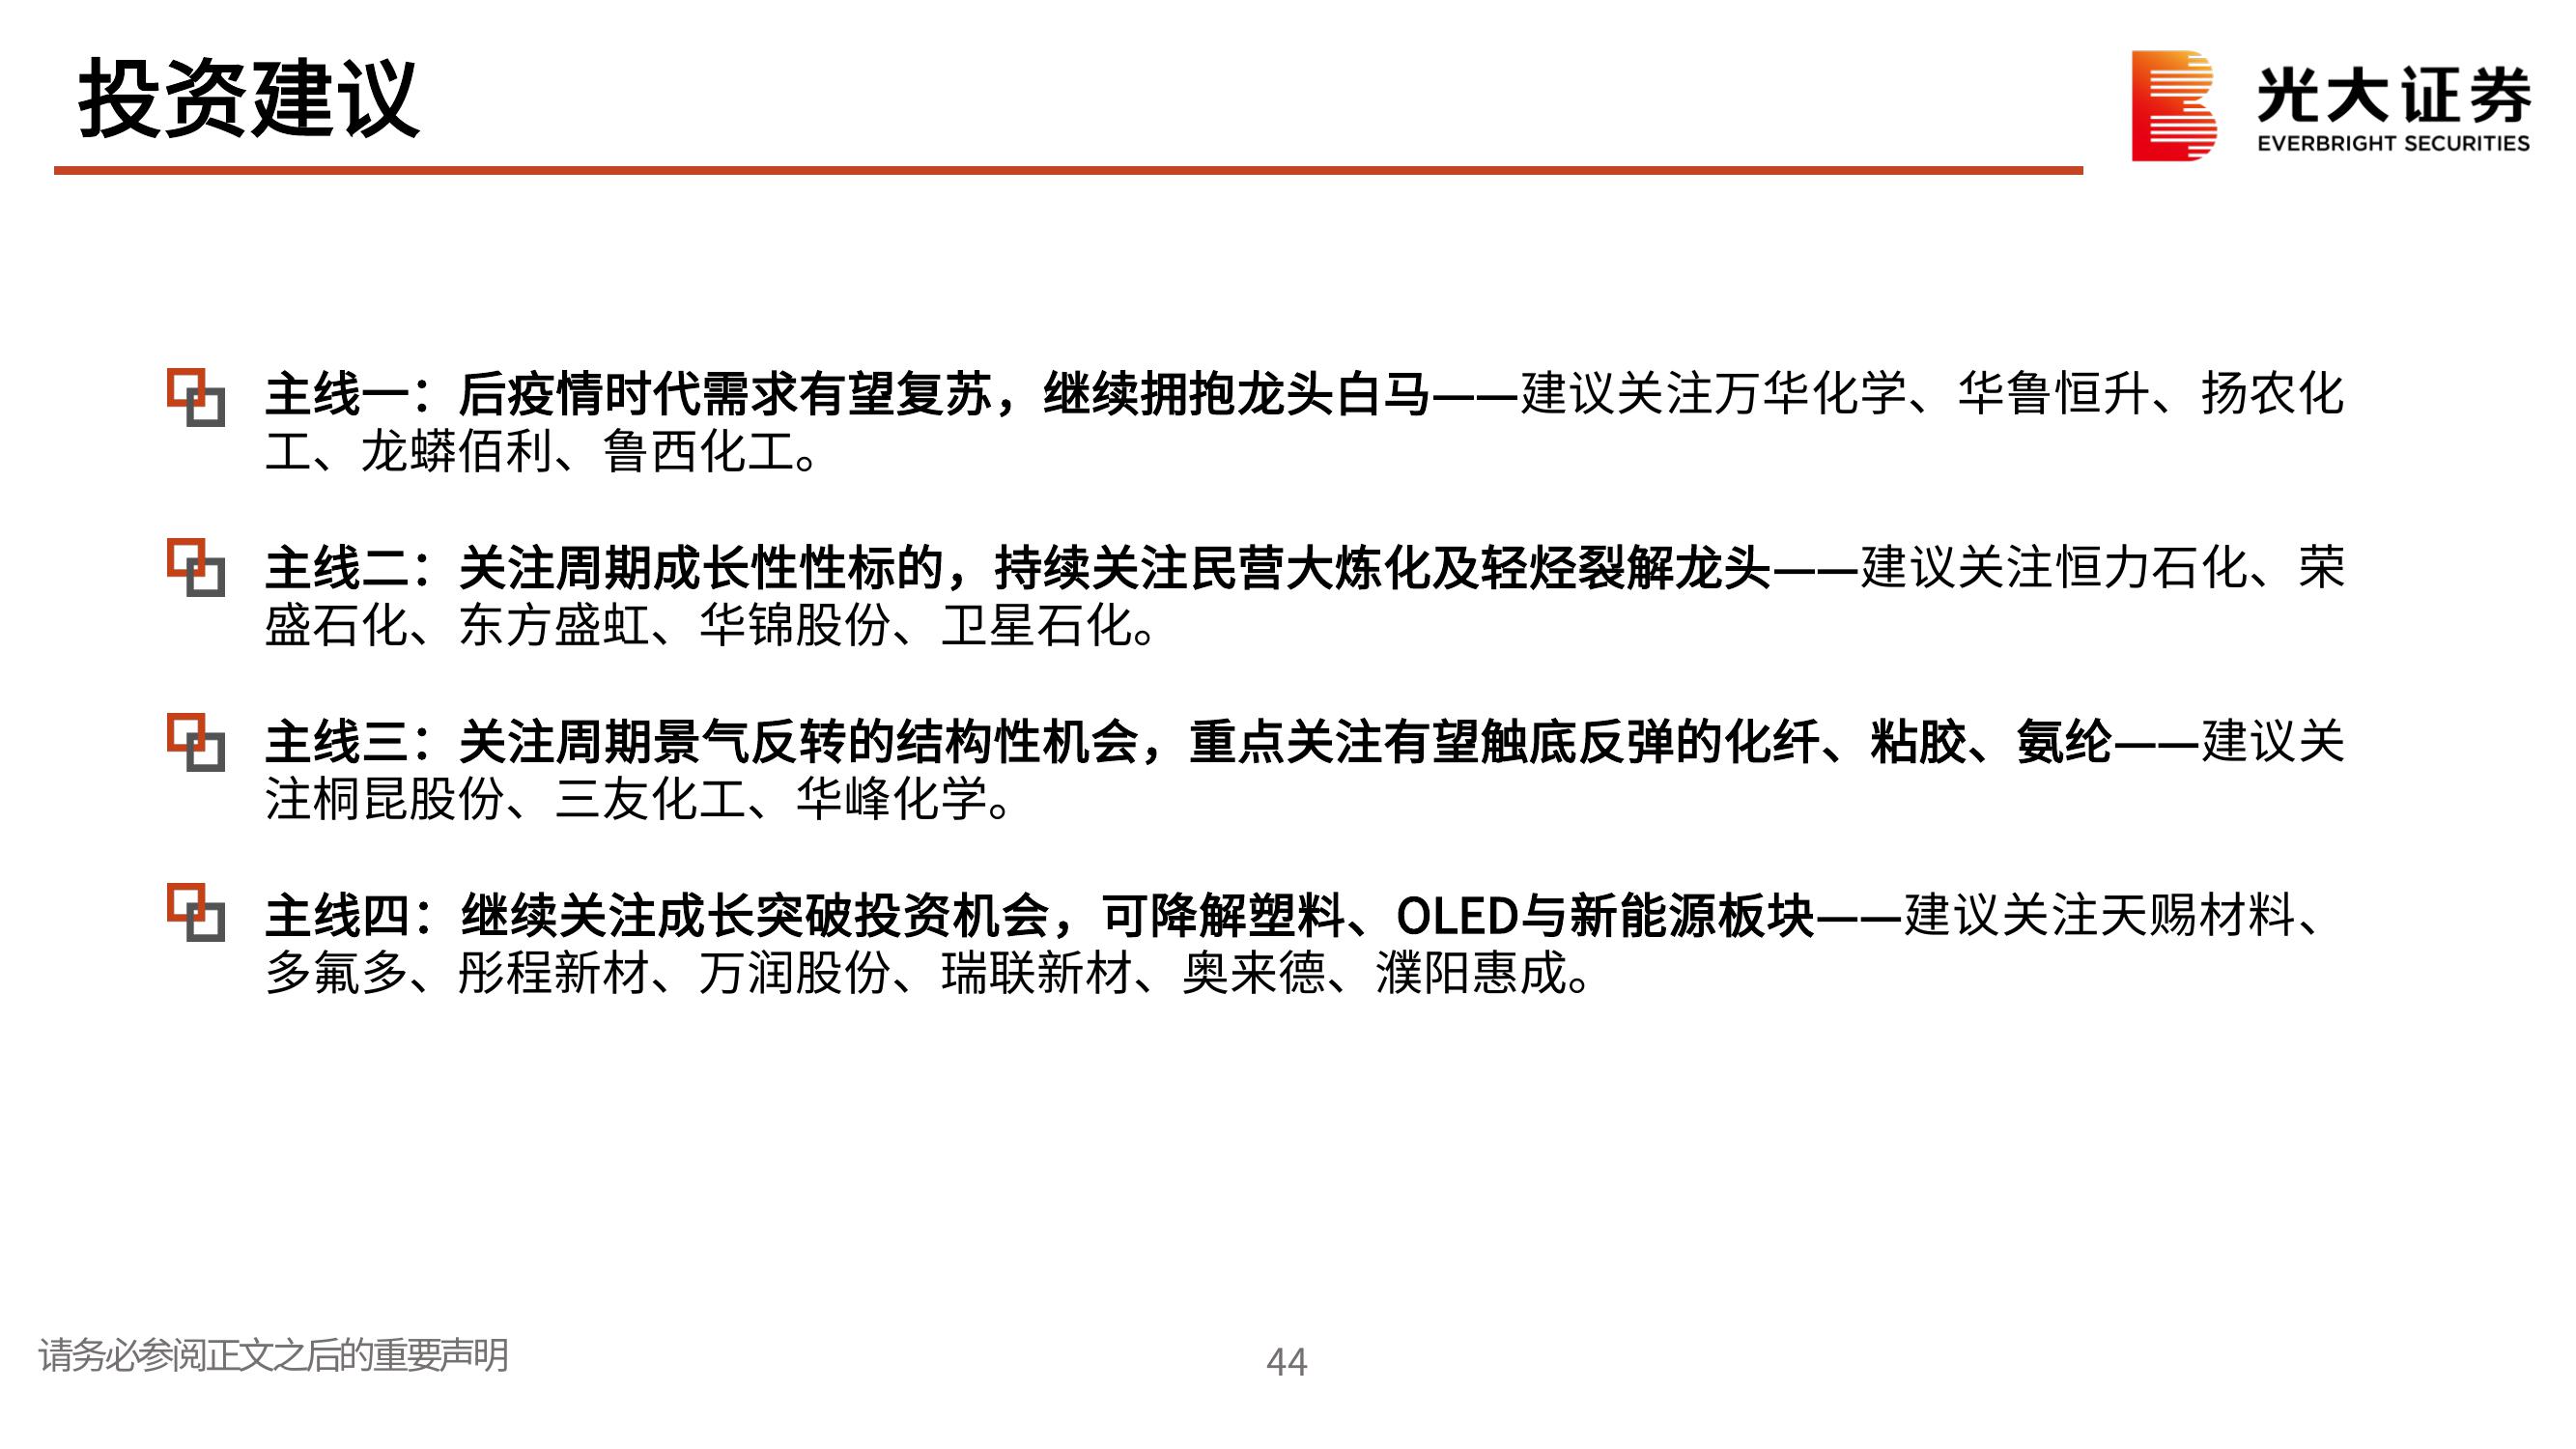 投资建议
光大证券
EVERBRIGHT SECURITIES
主线一：后疫情时代需求有望复苏，继续拥抱龙头白马——建议关注万华化学、华鲁恒升、扬农化
工、龙蟒佰利、鲁西化工。
主线二：关注周期成长性性标的，持续关注民营大炼化及轻烃裂解龙头——建议关注恒力石化、荣
盛石化、东方盛虹、华锦股份、卫星石化。
主线三：关注周期景气反转的结构性机会，重点关注有望触底反弹的化纤、粘胶、氨纶——建议关
注桐昆股份、三友化工、华峰化学。
主线四：继续关注成长突破投资机会，可降解塑料、OLED与新能源板块——建议关注天赐材料、
多氟多、彤程新材、万润股份、瑞联新材、奥来德、濮阳惠成。
请务必参阅正文之后的重要声明
44